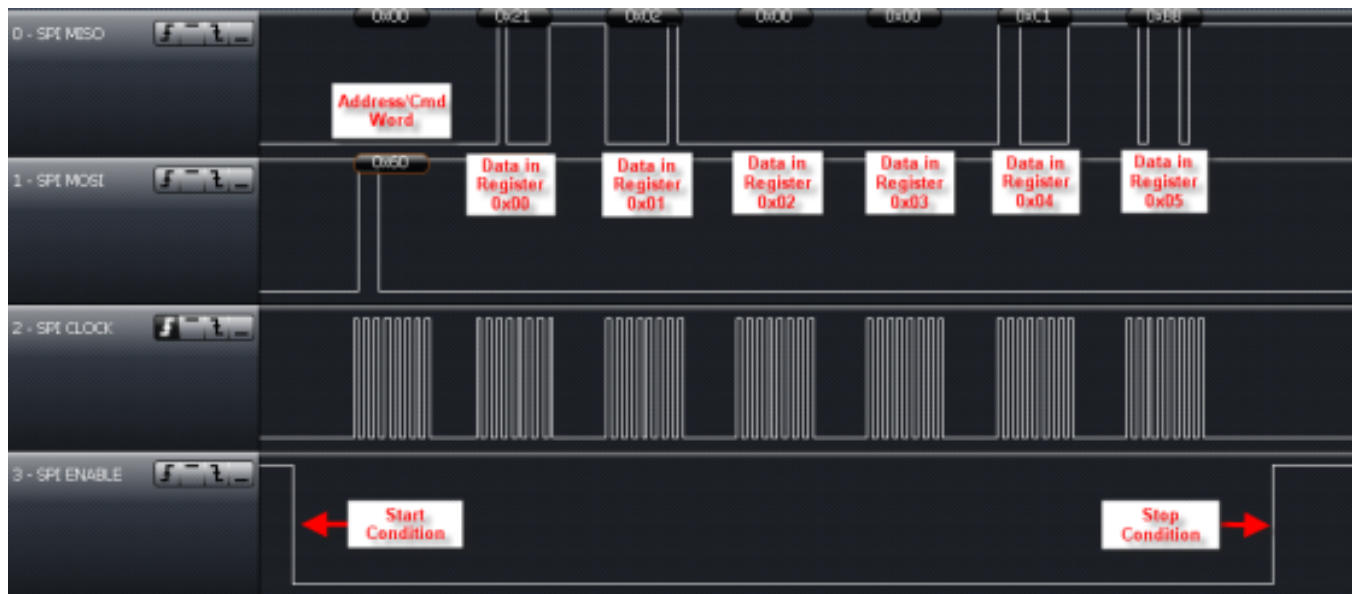 0x00 0x21 0x02 0x00 0x00 0xC1 0xBB
0 - SPI MISO
Address/Cmd
Word
0x60
1 - SPI MOSI
Data in
Register
0x00
Data in
Register
0x01
Data in
Register
0x02
Data in
Register
0x03
Data in
Register
0x04
Data in
Register
0x05
2 - SPI CLOCK
3 - SPI ENABLE
Start
Condition
Stop
Condition